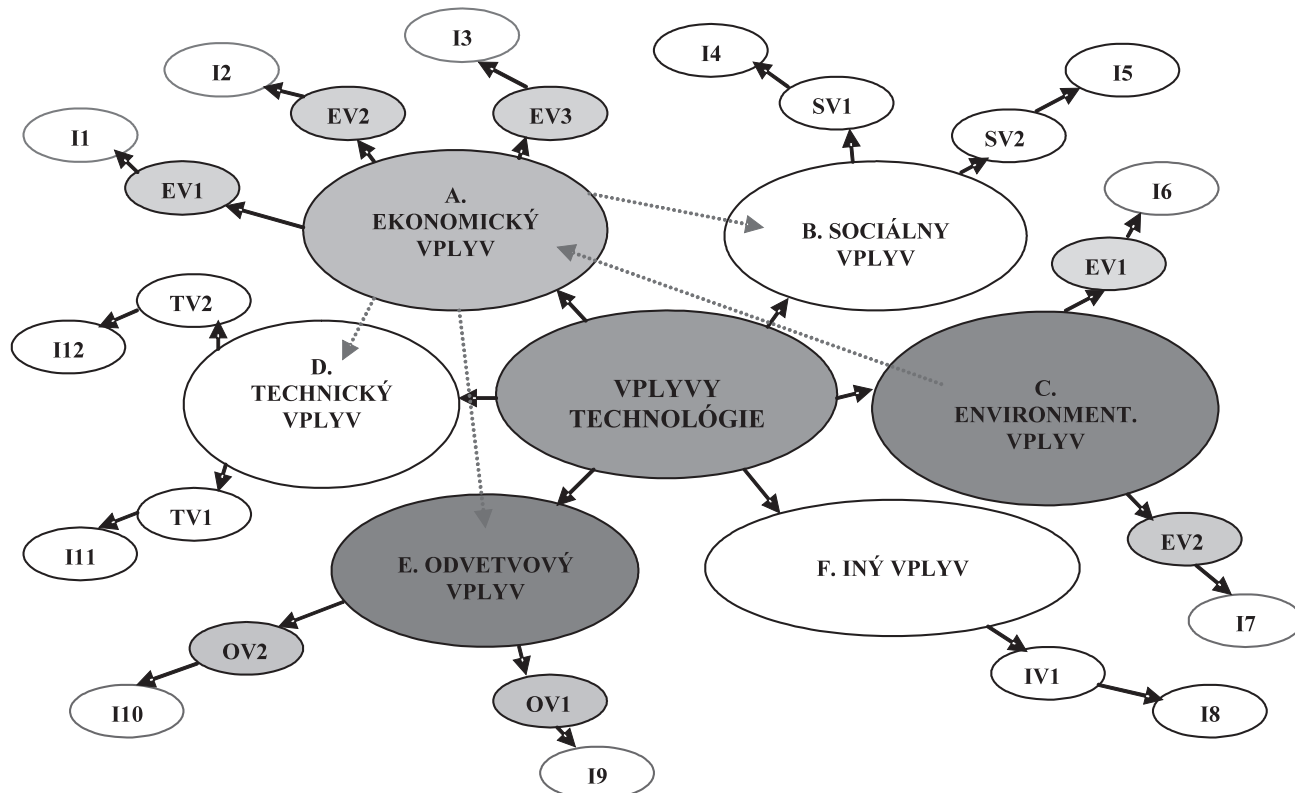 I3
I4
I2
I5
EV2
EV3
SV1
I1
SV2
EV1
A.
EKONOMICKÝ
VPLYV
I6
B. SOCIÁLNY
VPLYV
EV1
TV2
I12
D.
TECHNICKÝ
VPLYV
VPLYVY
TECHNOLÓGIE
C.
ENVIRONMENT.
VPLYV
TV1
I11
EV2
E. ODVETVOVÝ
VPLYV
F. INÝ VPLYV
I7
OV2
IV1
I10
OV1
I8
I9